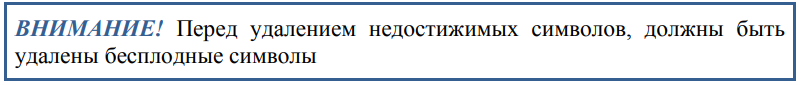 ВНИМАНИЕ! Перед удалением недостижимых символов, должны быть
удалены бесплодные символы